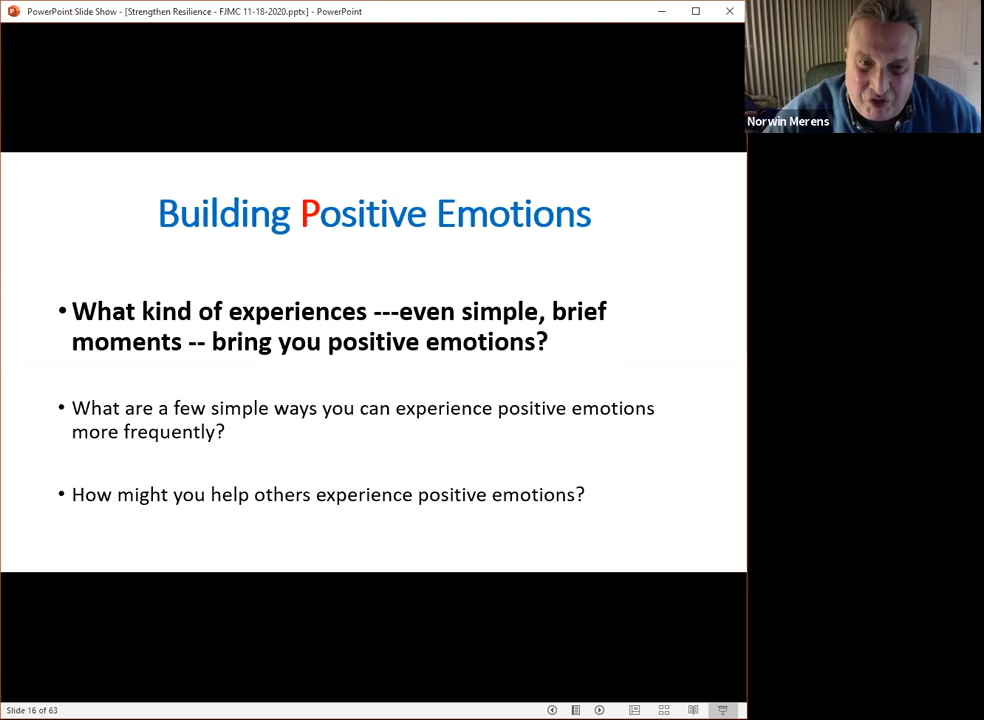 PowerPoint Slide Show - [Strengthen Resilience - FJMC 11-18-2020.pptx] - PowerPoint
Norwin Merens
Building Positive Emotions
• What kind of experiences ---even simple, brief
moments -- bring you positive emotions?
• What are a few simple ways you can experience positive emotions
more frequently?
• How might you help others experience positive emotions?
Slide 16 of 63